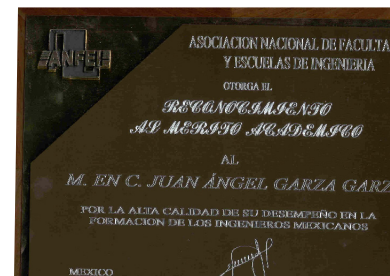 ANFEI
ASOCIACION NACIONAL DE FACULTA
Y ESCUELAS DE INGENIERIA
OTORGA EL
RECONOCIMIENTO
AL MERITO ACADEMICO
AL
M. EN C. JUAN ÁNGEL GARZA GARZ
POR LA ALTA CALIDAD DE SU DESEMPEÑO EN LA
FORMACION DE LOS INGENIEROS MEXICANOS
MEXICO